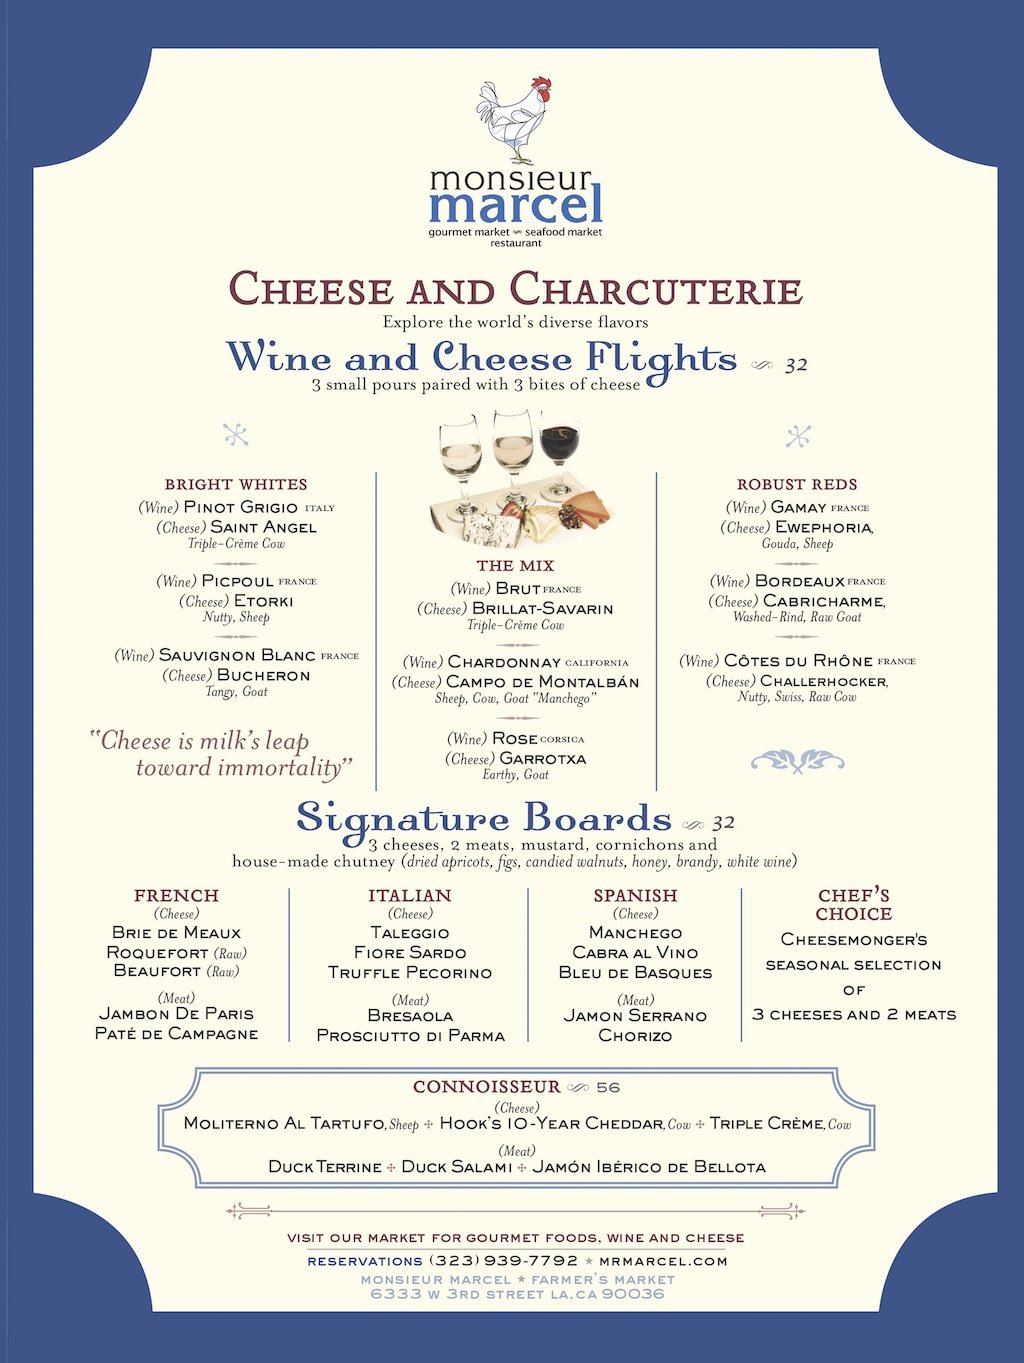 monsieur
marcel
gourmet market ~ seafood market
restaurant
CHEESE AND CHARCUTERIE
Explore the world's diverse flavors
Wine and Cheese Flights ~ 32
3 small pours paired with 3 bites of cheese
BRIGHT WHITES
(Wine) PINOT GRIGIO ITALY
(Cheese) SAINT ANGEL
Triple-Crème Cow
(Wine) PICPOUL FRANCE
(Cheese) ETORKI
Nutty, Sheep
(Wine) SAUVIGNON BLANC FRANCE
(Cheese) BUCHERON
Tangy, Goat
"Cheese is milk's leap
toward immortality"
THE MIX
(Wine) BRUT FRANCE
(Cheese) BRILLAT-SAVARIN
Triple-Crème Cow
(Wine) CHARDONNAY CALIFORNIA
(Cheese) CAMPO DE MONTALBÁN
Sheep, Cow, Goat "Manchego"
(Wine) ROSE CORSICA
(Cheese) GARROTXA
Earthy, Goat
ROBUST REDS
(Wine) GAMAY FRANCE
(Cheese) EWEPHORIA,
Gouda, Sheep
(Wine) BORDEAUX FRANCE
(Cheese) CABRICHARME,
Washed-Rind, Raw Goat
(Wine) CÔTES DU RHÔNE FRANCE
(Cheese) CHALLERHOCKER,
Nutty, Swiss, Raw Cow
Signature Boards ~ 32
3 cheeses, 2 meats, mustard, cornichons and
house-made chutney (dried apricots, figs, candied walnuts, honey, brandy, white wine)
FRENCH
(Cheese)
BRIE DE MEAUX
ROQUEFORT (Raw)
BEAUFORT (Raw)
(Meat)
JAMBON DE PARIS
PATÉ DE CAMPAGNE
ITALIAN
(Cheese)
TALEGGIO
FIORE SARDO
TRUFFLE PECORINO
(Meat)
BRESAOLA
PROSCIUTTO DI PARMA
SPANISH
(Cheese)
MANCHEGO
CABRA AL VINO
BLEU DE BASQUES
(Meat)
JAMON SERRANO
CHORIZO
CHEF'S
CHOICE
CHEESEMONGER'S
SEASONAL SELECTION
OF
3 CHEESES AND 2 MEATS
CONNOISSEUR ~ 56
(Cheese)
MOLITERNO AL TARTUFO, Sheep ✢ HOOK'S 10-YEAR CHEDDAR, Cow ✢ TRIPLE CRÈME, Cow
(Meat)
DUCK TERRINE ✢ DUCK SALAMI ✢ JAMÓN IBÉRICO DE BELLOTA
VISIT OUR MARKET FOR GOURMET FOODS, WINE AND CHEESE
RESERVATIONS (323) 939-7792 ★ MRMARCEL.COM
MONSIEUR MARCEL ★ FARMER'S MARKET
6333 W 3RD STREET LA, CA 90036